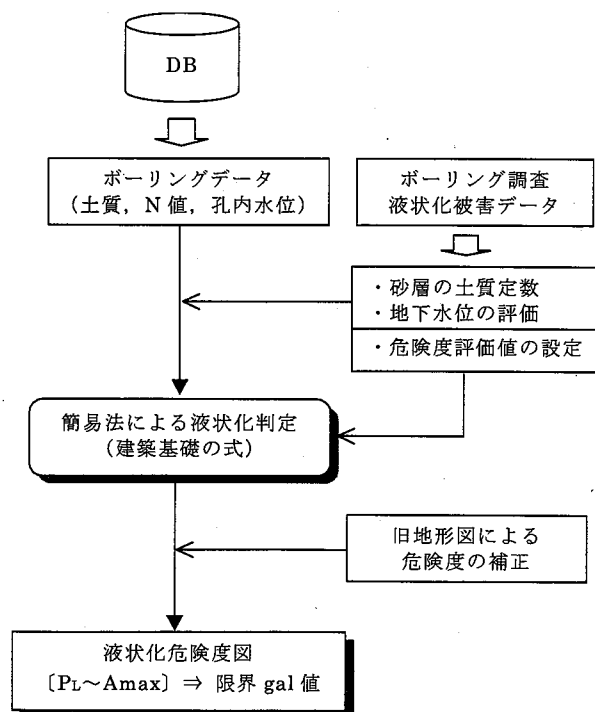 DB
ボーリングデータ
(土質, N 値, 孔内水位)
ボーリング調査
液状化被害データ
・砂層の土質定数
・地下水位の評価
・危険度評価値の設定
簡易法による液状化判定
(建築基礎の式)
旧地形図による
危険度の補正
液状化危険度図
〔PL~Amax〕⇒ 限界 gal 値